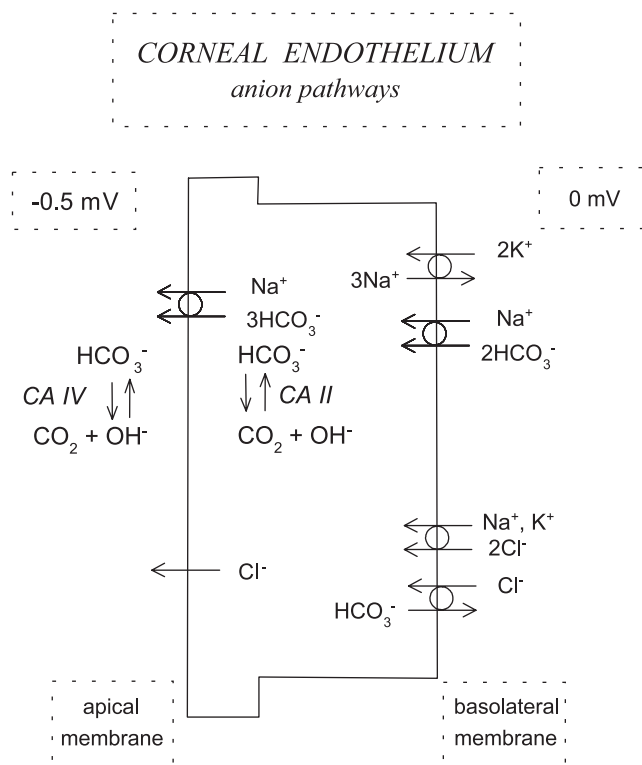 CORNEAL ENDOTHELIUM
anion pathways
-0.5 mV
0 mV
2K⁺
3Na⁺
Na⁺
3HCO₃⁻
Na⁺
2HCO₃⁻
HCO₃⁻
CA IV
CO₂ + OH⁻
HCO₃⁻
CA II
CO₂ + OH⁻
Na⁺, K⁺
2Cl⁻
Cl⁻
Cl⁻
HCO₃⁻
apical
membrane
basolateral
membrane